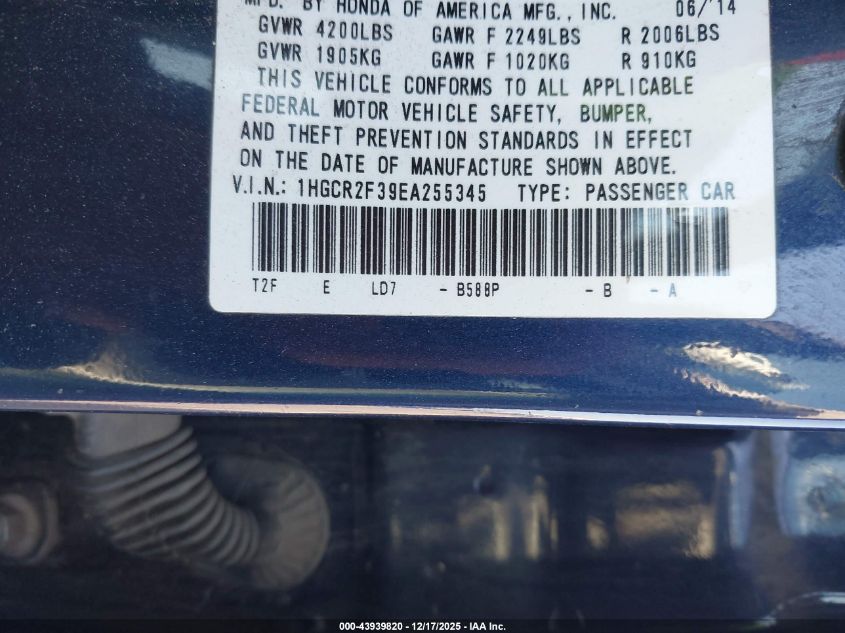 MFD. BY HONDA OF AMERICA MFG., INC. 06/'14
GVWR 4200LBS GAWR F 2249LBS R 2006LBS
GVWR 1905KG GAWR F 1020KG R 910KG
THIS VEHICLE CONFORMS TO ALL APPLICABLE
FEDERAL MOTOR VEHICLE SAFETY, BUMPER,
AND THEFT PREVENTION STANDARDS IN EFFECT
ON THE DATE OF MANUFACTURE SHOWN ABOVE.
V.I.N.: 1HGCR2F39EA255345 TYPE: PASSENGER CAR
T2F E LD7 - B588P - B - A
000-43939820 – 12/17/2025 – IAA Inc.